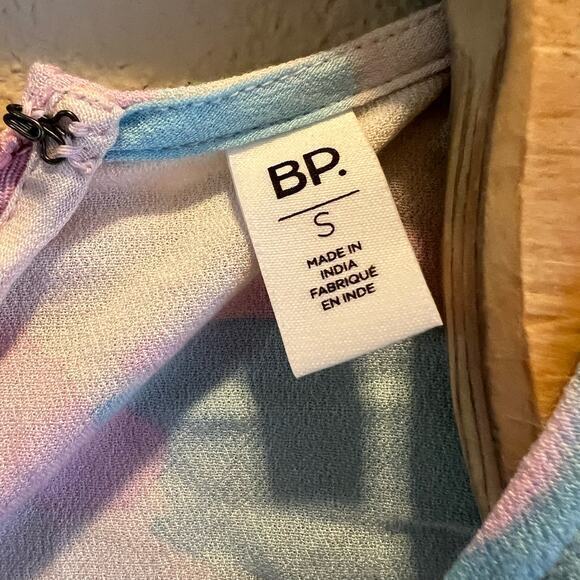 BP.
S
MADE IN
INDIA
FABRIQUÉ
EN INDE